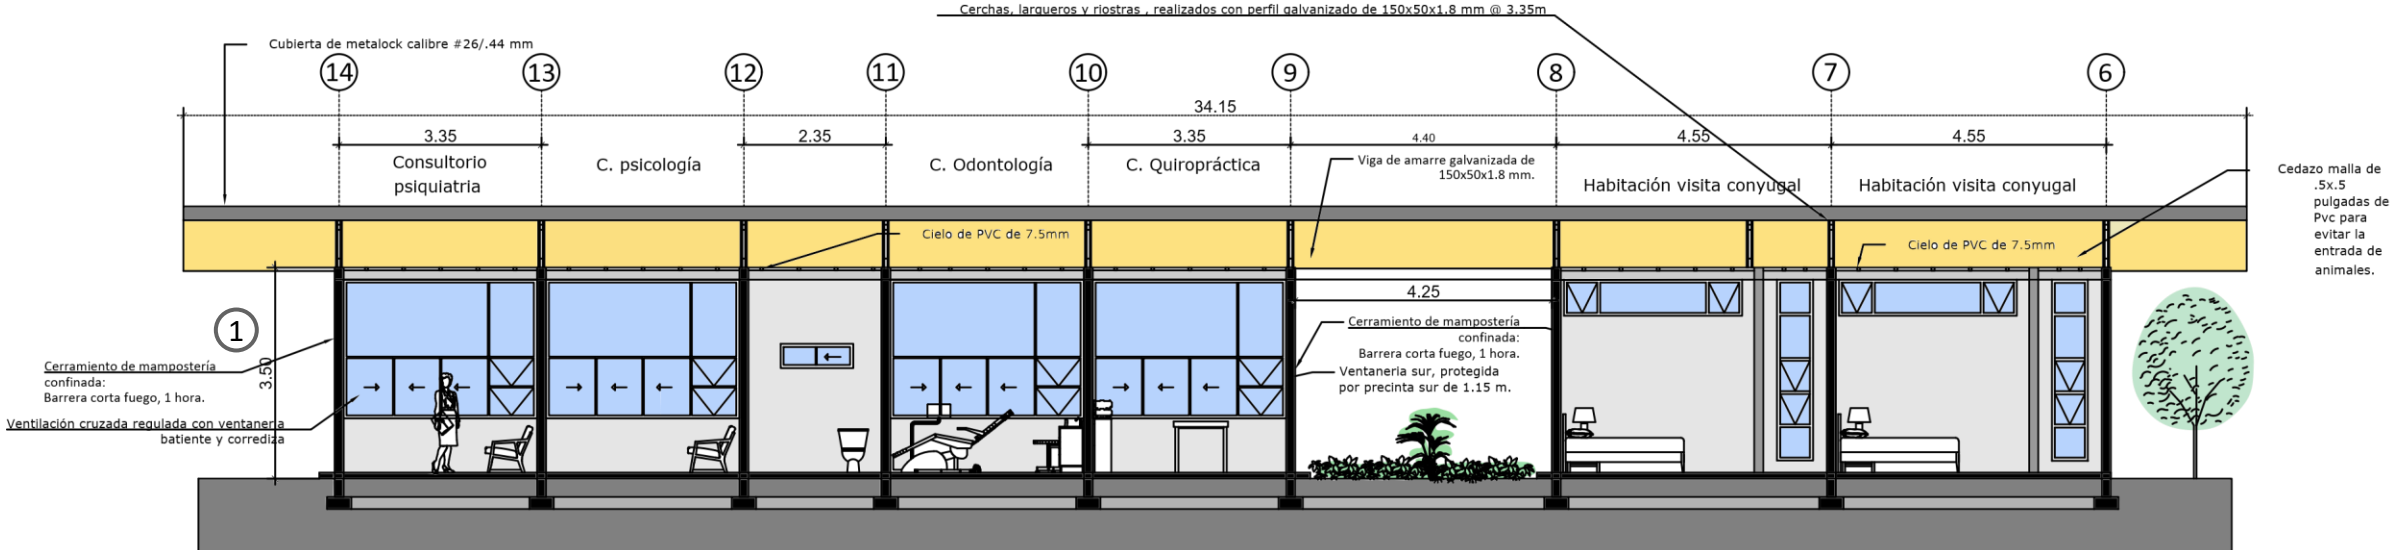 Cerchas, largueros y riostras , realizados con perfil galvanizado de 150x50x1.8 mm @ 3.35m
Cubierta de metalock calibre #26/.44 mm
14
13
12
11
10
9
8
7
6
34.15
3.35
2.35
3.35
4.40
4.55
4.55
Consultorio
psiquiatria
C. psicología
C. Odontología
C. Quiropráctica
Viga de amarre galvanizada de
150x50x1.8 mm.
Habitación visita conyugal
Habitación visita conyugal
Cedazo malla de
.5x.5
pulgadas de
Pvc para
evitar la
entrada de
animales.
Cielo de PVC de 7.5mm
Cielo de PVC de 7.5mm
4.25
1
3.50
Cerramiento de mampostería
confinada:
Barrera corta fuego, 1 hora.
Ventilación cruzada regulada con ventaneria
batiente y corrediza
Cerramiento de mampostería
confinada:
Barrera corta fuego, 1 hora.
Ventaneria sur, protegida
por precinta sur de 1.15 m.